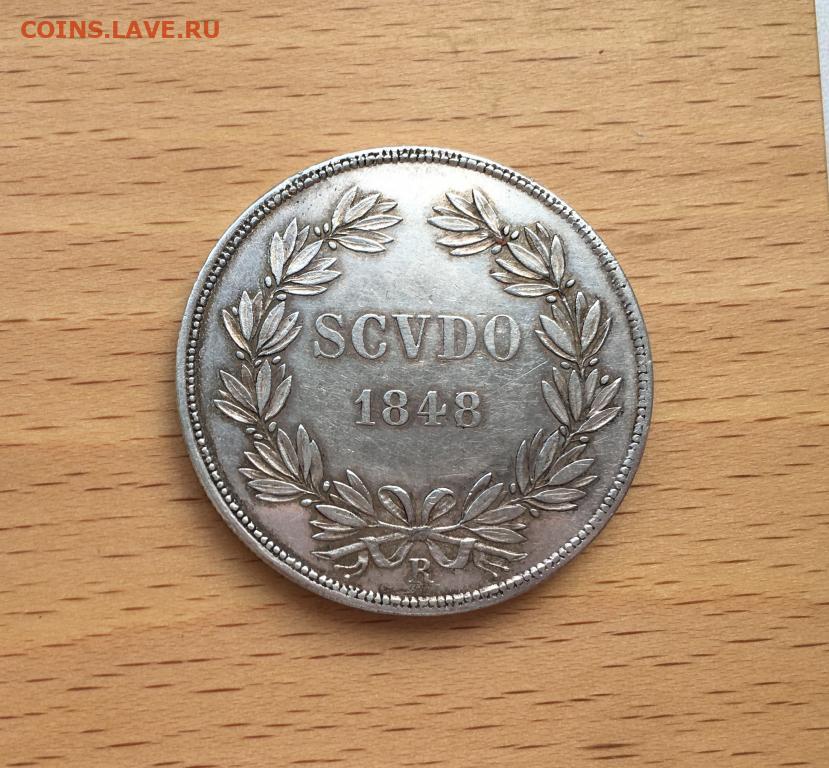 COINS.LAVE.RU
SCVDO
1848
R